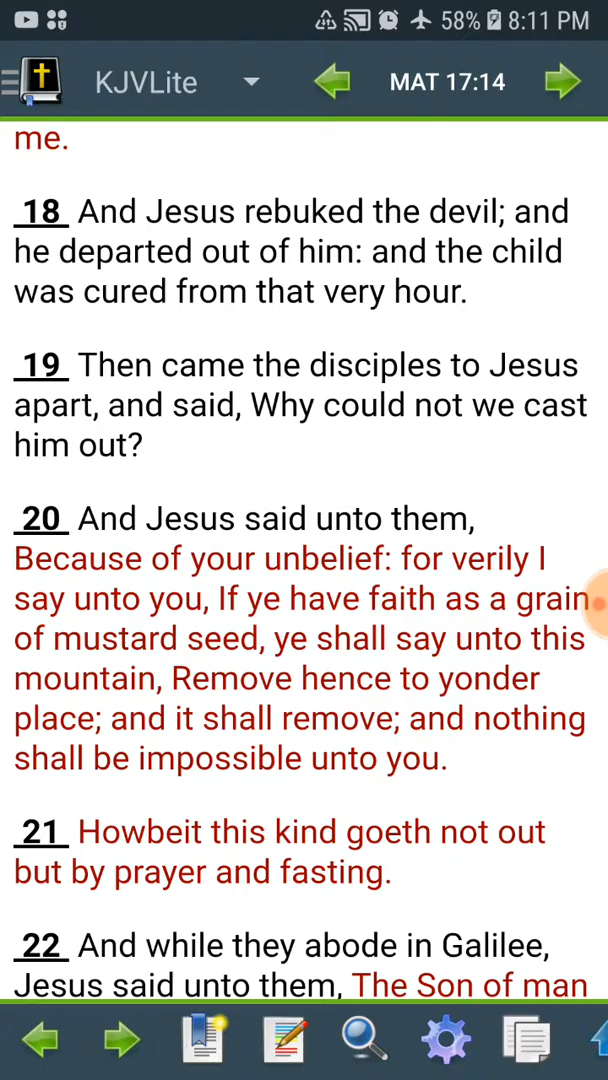 58% 8:11 PM
KJVLite MAT 17:14
me.
18 And Jesus rebuked the devil; and
he departed out of him: and the child
was cured from that very hour.
19 Then came the disciples to Jesus
apart, and said, Why could not we cast
him out?
20 And Jesus said unto them,
Because of your unbelief: for verily I
say unto you, If ye have faith as a grain
of mustard seed, ye shall say unto this
mountain, Remove hence to yonder
place; and it shall remove; and nothing
shall be impossible unto you.
21 Howbeit this kind goeth not out
but by prayer and fasting.
22 And while they abode in Galilee,
Jesus said unto them, The Son of man